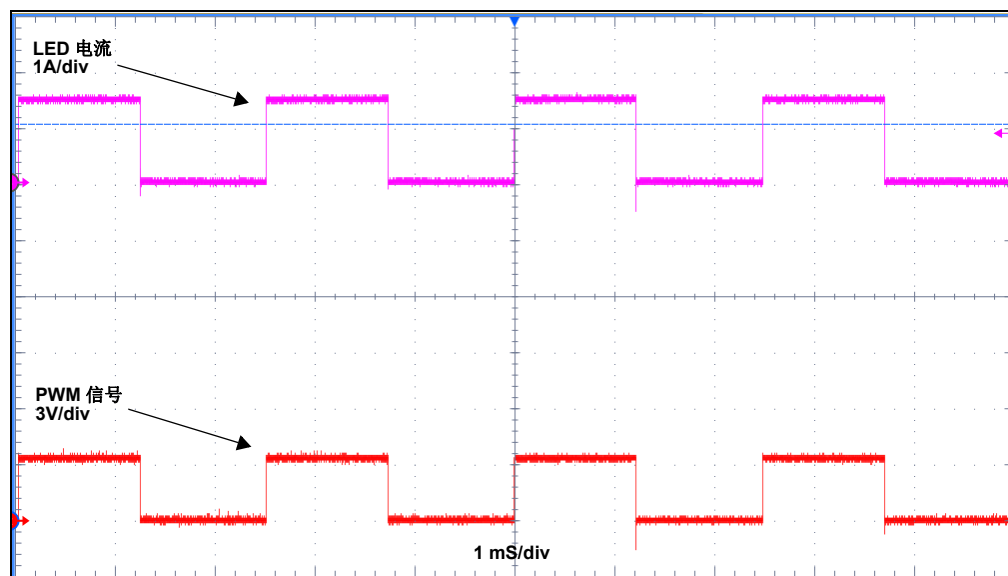 LED 电流
1A/div
PWM 信号
3V/div
1 mS/div